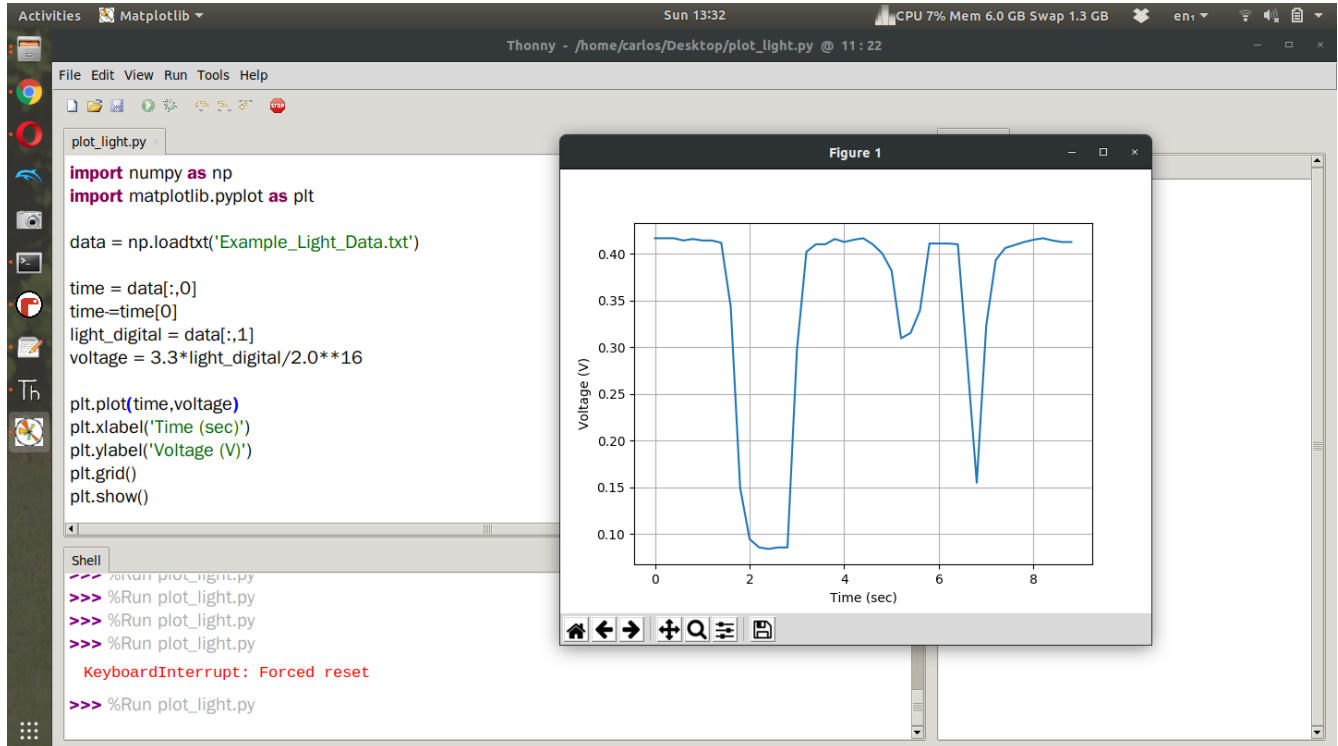 Activities Matplotlib Sun 13:32 CPU 7% Mem 6.0 GB Swap 1.3 GB en₁
Thonny - /home/carlos/Desktop/plot_light.py @ 11 : 22
File Edit View Run Tools Help
STOP
plot_light.py
import numpy as np
import matplotlib.pyplot as plt
data = np.loadtxt('Example_Light_Data.txt')
time = data[:,0]
time-=time[0]
light_digital = data[:,1]
voltage = 3.3*light_digital/2.0**16
plt.plot(time,voltage)
plt.xlabel('Time (sec)')
plt.ylabel('Voltage (V)')
plt.grid()
plt.show()
Shell
>>> %Run plot_light.py
>>> %Run plot_light.py
>>> %Run plot_light.py
>>> %Run plot_light.py
KeyboardInterrupt: Forced reset
>>> %Run plot_light.py
Th
Figure 1
0.40
0.35
0.30
0.25
0.20
0.15
0.10
Voltage (V)
0 2 4 6 8
Time (sec)